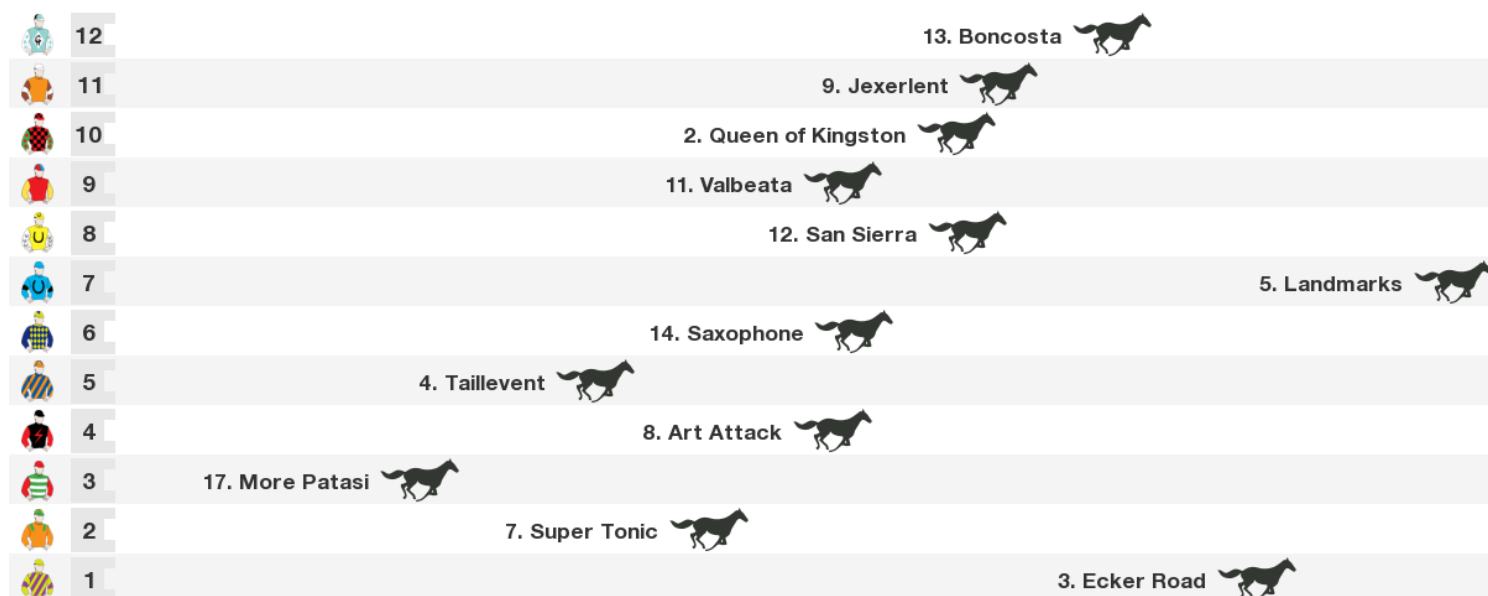 12 13. Boncosta
11 9. Jexerlent
10 2. Queen of Kingston
9 11. Valbeata
8 12. San Sierra
7 5. Landmarks
6 14. Saxophone
5 4. Taillevent
4 8. Art Attack
3 17. More Patasi
2 7. Super Tonic
1 3. Ecker Road